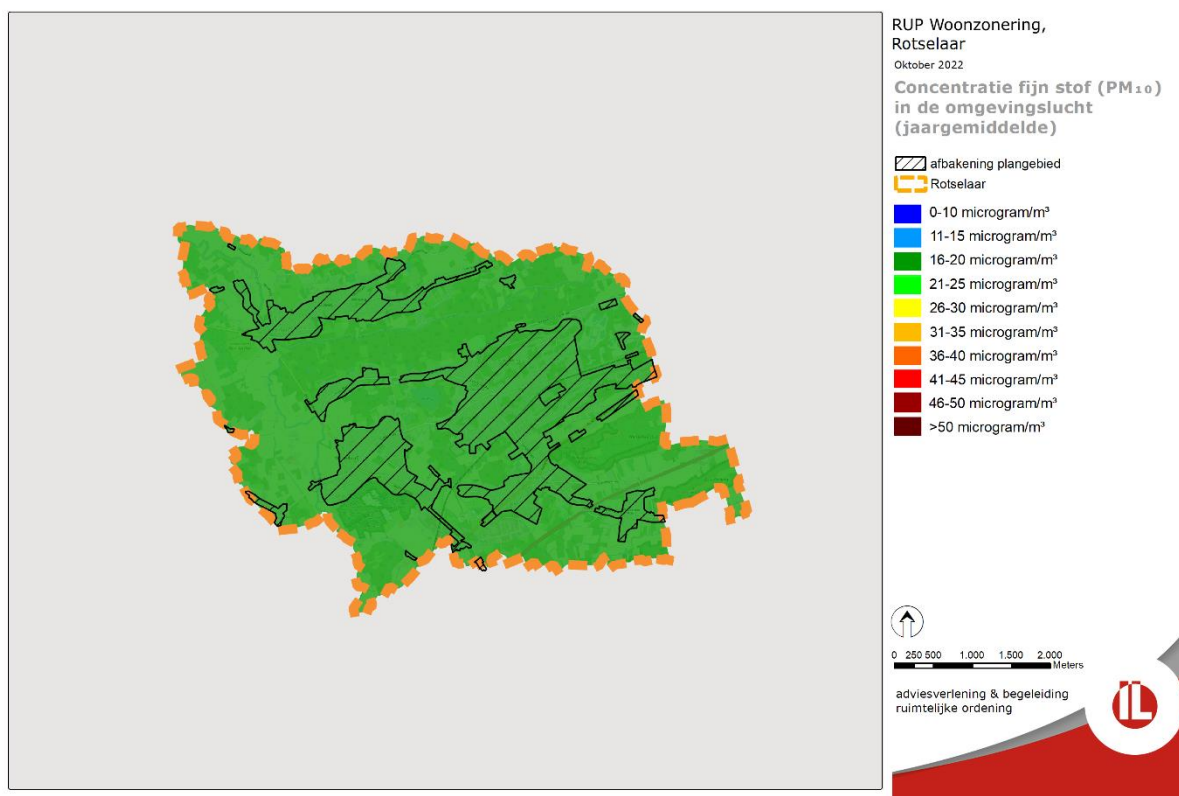 RUP Woonzonering,
Rotselaar
Oktober 2022
Concentratie fijn stof (PM₁₀)
in de omgevingslucht
(jaargemiddelde)
afbakening plangebied
Rotselaar
0-10 microgram/m³
11-15 microgram/m³
16-20 microgram/m³
21-25 microgram/m³
26-30 microgram/m³
31-35 microgram/m³
36-40 microgram/m³
41-45 microgram/m³
46-50 microgram/m³
>50 microgram/m³
0 250 500 1.000 1.500 2.000
Meters
adviesverlening & begeleiding
ruimtelijke ordening
IL